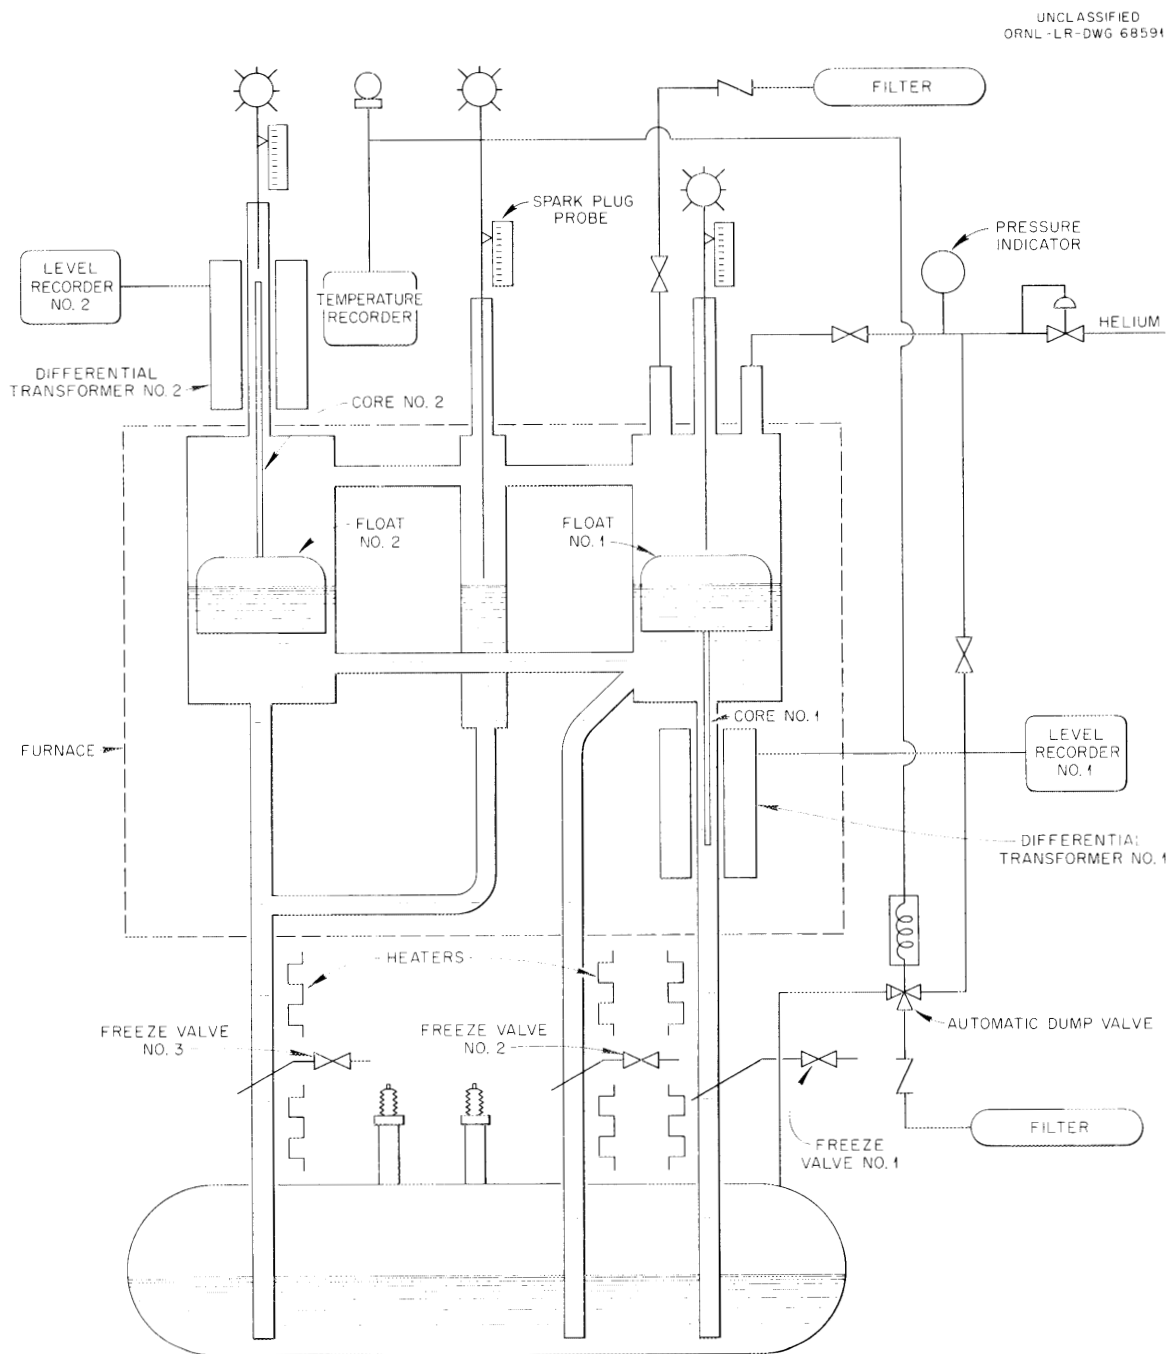 UNCLASSIFIED
ORNL-LR-DWG 68591
FILTER
SPARK PLUG
PROBE
PRESSURE
INDICATOR
LEVEL
RECORDER
NO. 2
TEMPERATURE
RECORDER
HELIUM
DIFFERENTIAL
TRANSFORMER NO. 2
CORE NO. 2
FLOAT
NO. 2
FLOAT
NO. 1
CORE NO. 1
FURNACE
LEVEL
RECORDER
NO. 1
DIFFERENTIAL
TRANSFORMER NO. 1
HEATERS
FREEZE VALVE
NO. 3
FREEZE VALVE
NO. 2
AUTOMATIC DUMP VALVE
FILTER
FREEZE
VALVE NO. 1